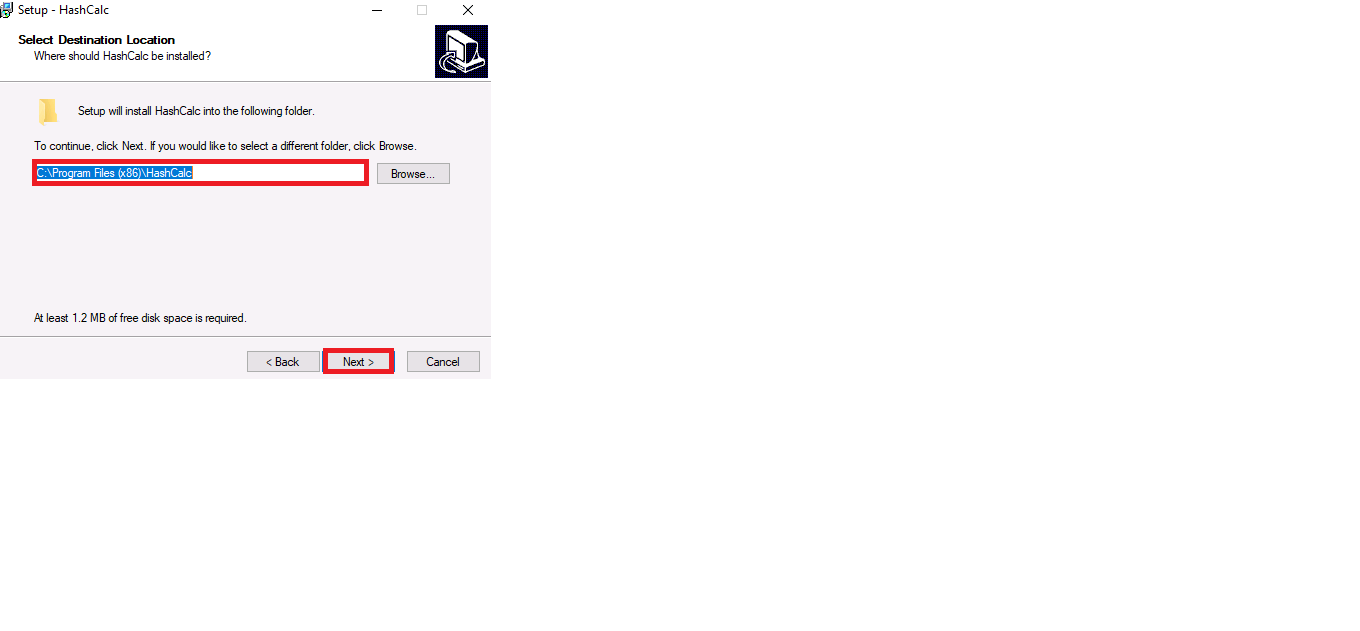 Setup - HashCalc
Select Destination Location
Where should HashCalc be installed?
Setup will install HashCalc into the following folder.
To continue, click Next. If you would like to select a different folder, click Browse.
C:\Program Files (x86)\HashCalc
Browse...
At least 1.2 MB of free disk space is required.
< Back
Next >
Cancel